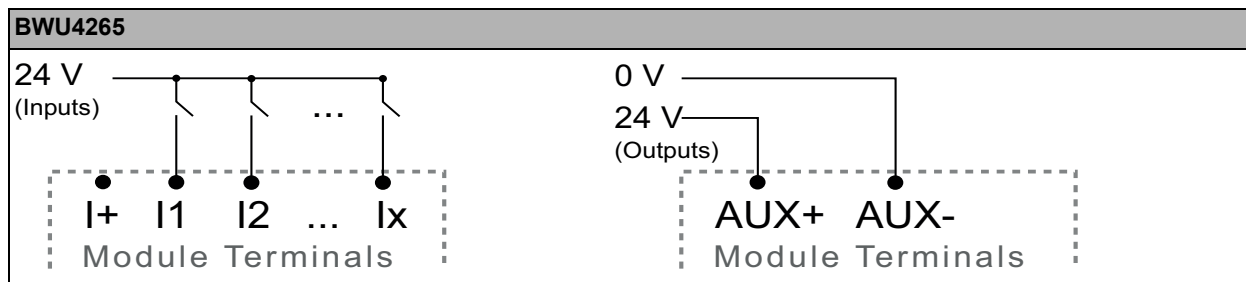 BWU4265
24 V
(Inputs)
...
I+ I1 I2 ... Ix
Module Terminals
0 V
24 V
(Outputs)
AUX+ AUX-
Module Terminals